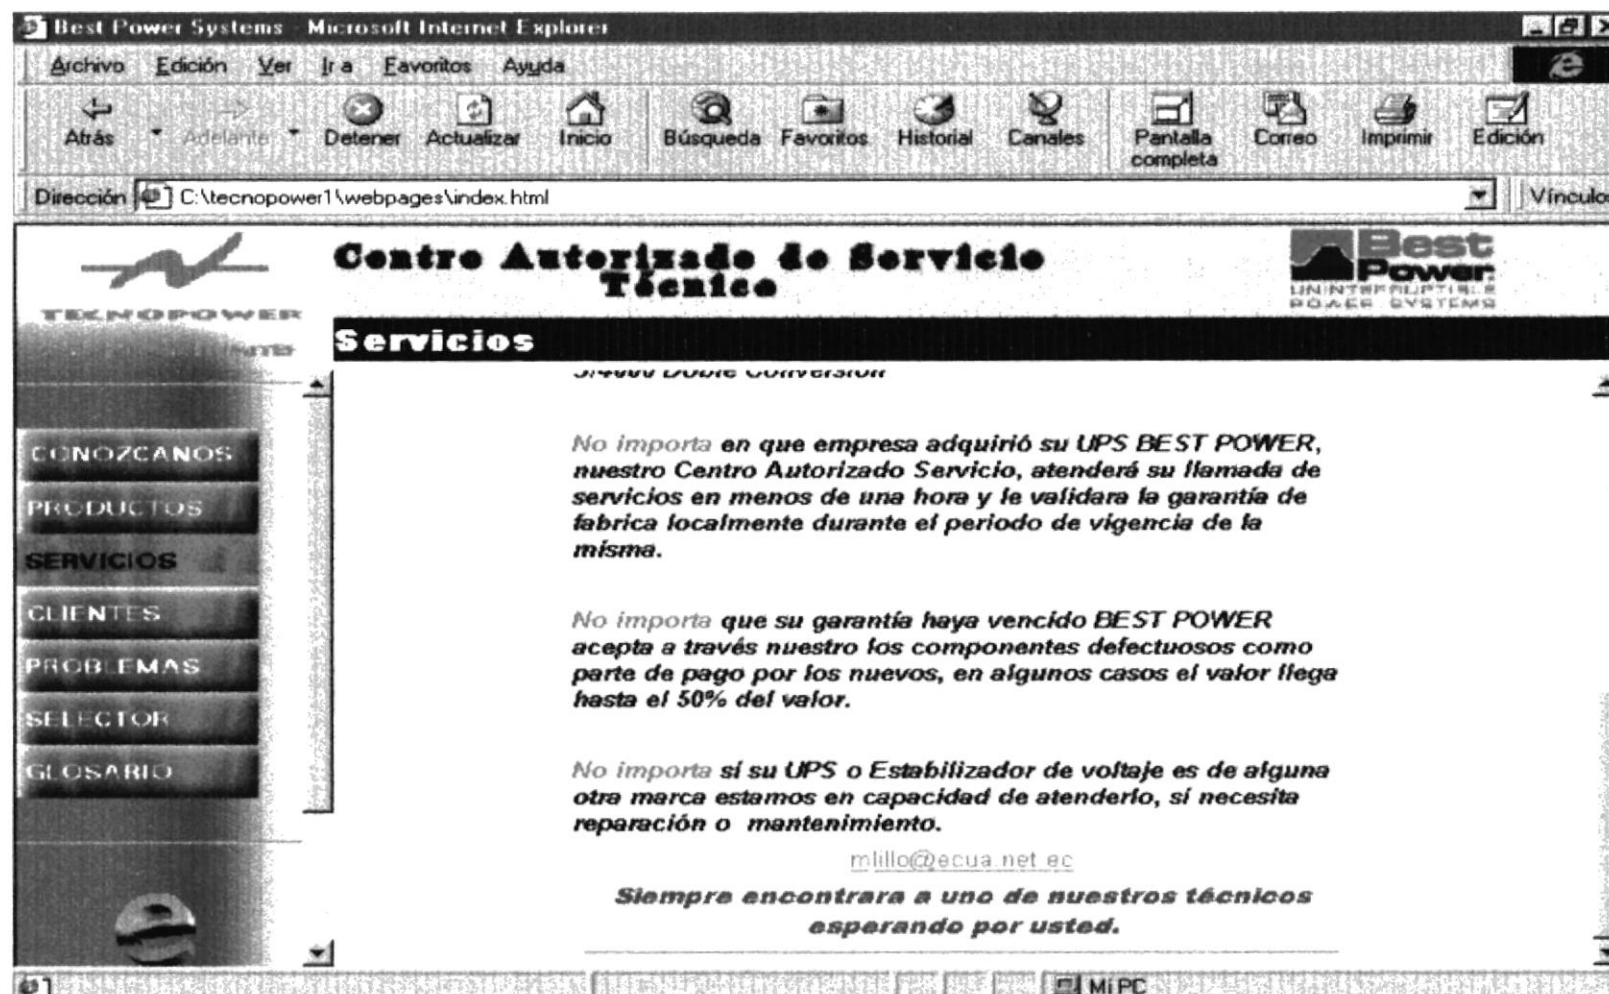 Best Power Systems - Microsoft Internet Explorer
Archivo Edición Ver Ir a Favoritos Ayuda
Atrás Adelante Detener Actualizar Inicio Búsqueda Favoritos Historial Canales Pantalla completa Correo Imprimir Edición
Dirección C:\tecnopower1\webpages\index.html Vínculos
TECNOPOWER
Centro Autorizado de Servicio
Técnico
Best
Power
UNINTERRUPTIBLE
POWER SYSTEMS
Servicios
CONOZCANOS
PRODUCTOS
SERVICIOS
CLIENTES
PROBLEMAS
SELECTOR
GLOSARIO
No importa en que empresa adquirió su UPS BEST POWER,
nuestro Centro Autorizado Servicio, atenderá su llamada de
servicios en menos de una hora y le validara la garantía de
fabrica localmente durante el periodo de vigencia de la
misma.
No importa que su garantía haya vencido BEST POWER
acepta a través nuestro los componentes defectuosos como
parte de pago por los nuevos, en algunos casos el valor llega
hasta el 50% del valor.
No importa sí su UPS o Estabilizador de voltaje es de alguna
otra marca estamos en capacidad de atenderlo, sí necesita
reparación o mantenimiento.
mlillo@ecua.net.ec
Siempre encontrara a uno de nuestros técnicos
esperando por usted.
Mi PC